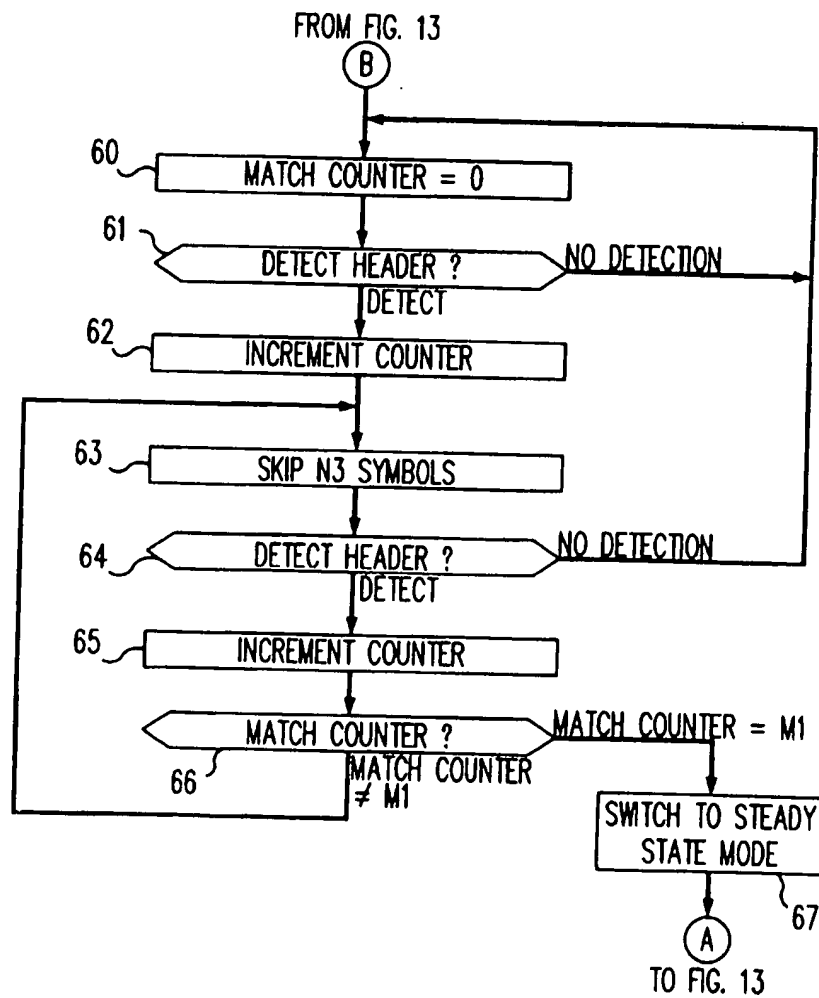 FROM FIG. 13
B
60
MATCH COUNTER = 0
61
DETECT HEADER ?
NO DETECTION
DETECT
62
INCREMENT COUNTER
63
SKIP N3 SYMBOLS
64
DETECT HEADER ?
NO DETECTION
DETECT
65
INCREMENT COUNTER
66
MATCH COUNTER ?
MATCH COUNTER = M1
MATCH COUNTER
≠ M1
SWITCH TO STEADY
STATE MODE
67
A
TO FIG. 13